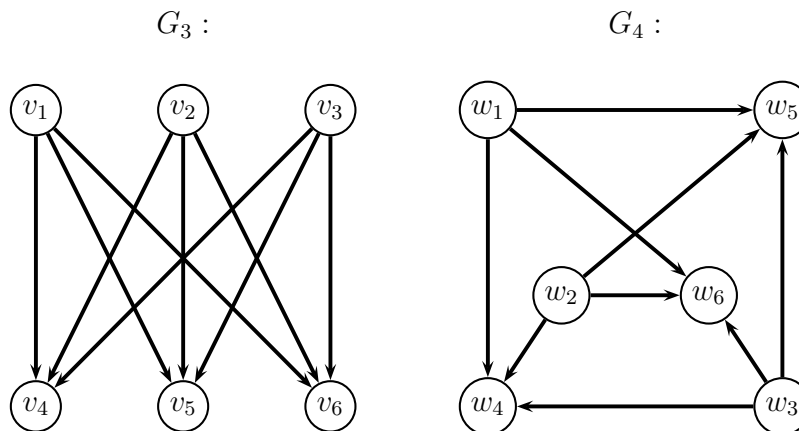 G₃ : G₄ :
v₁ v₂ v₃ w₁ w₅
w₂ w₆
v₄ v₅ v₆ w₄ w₃